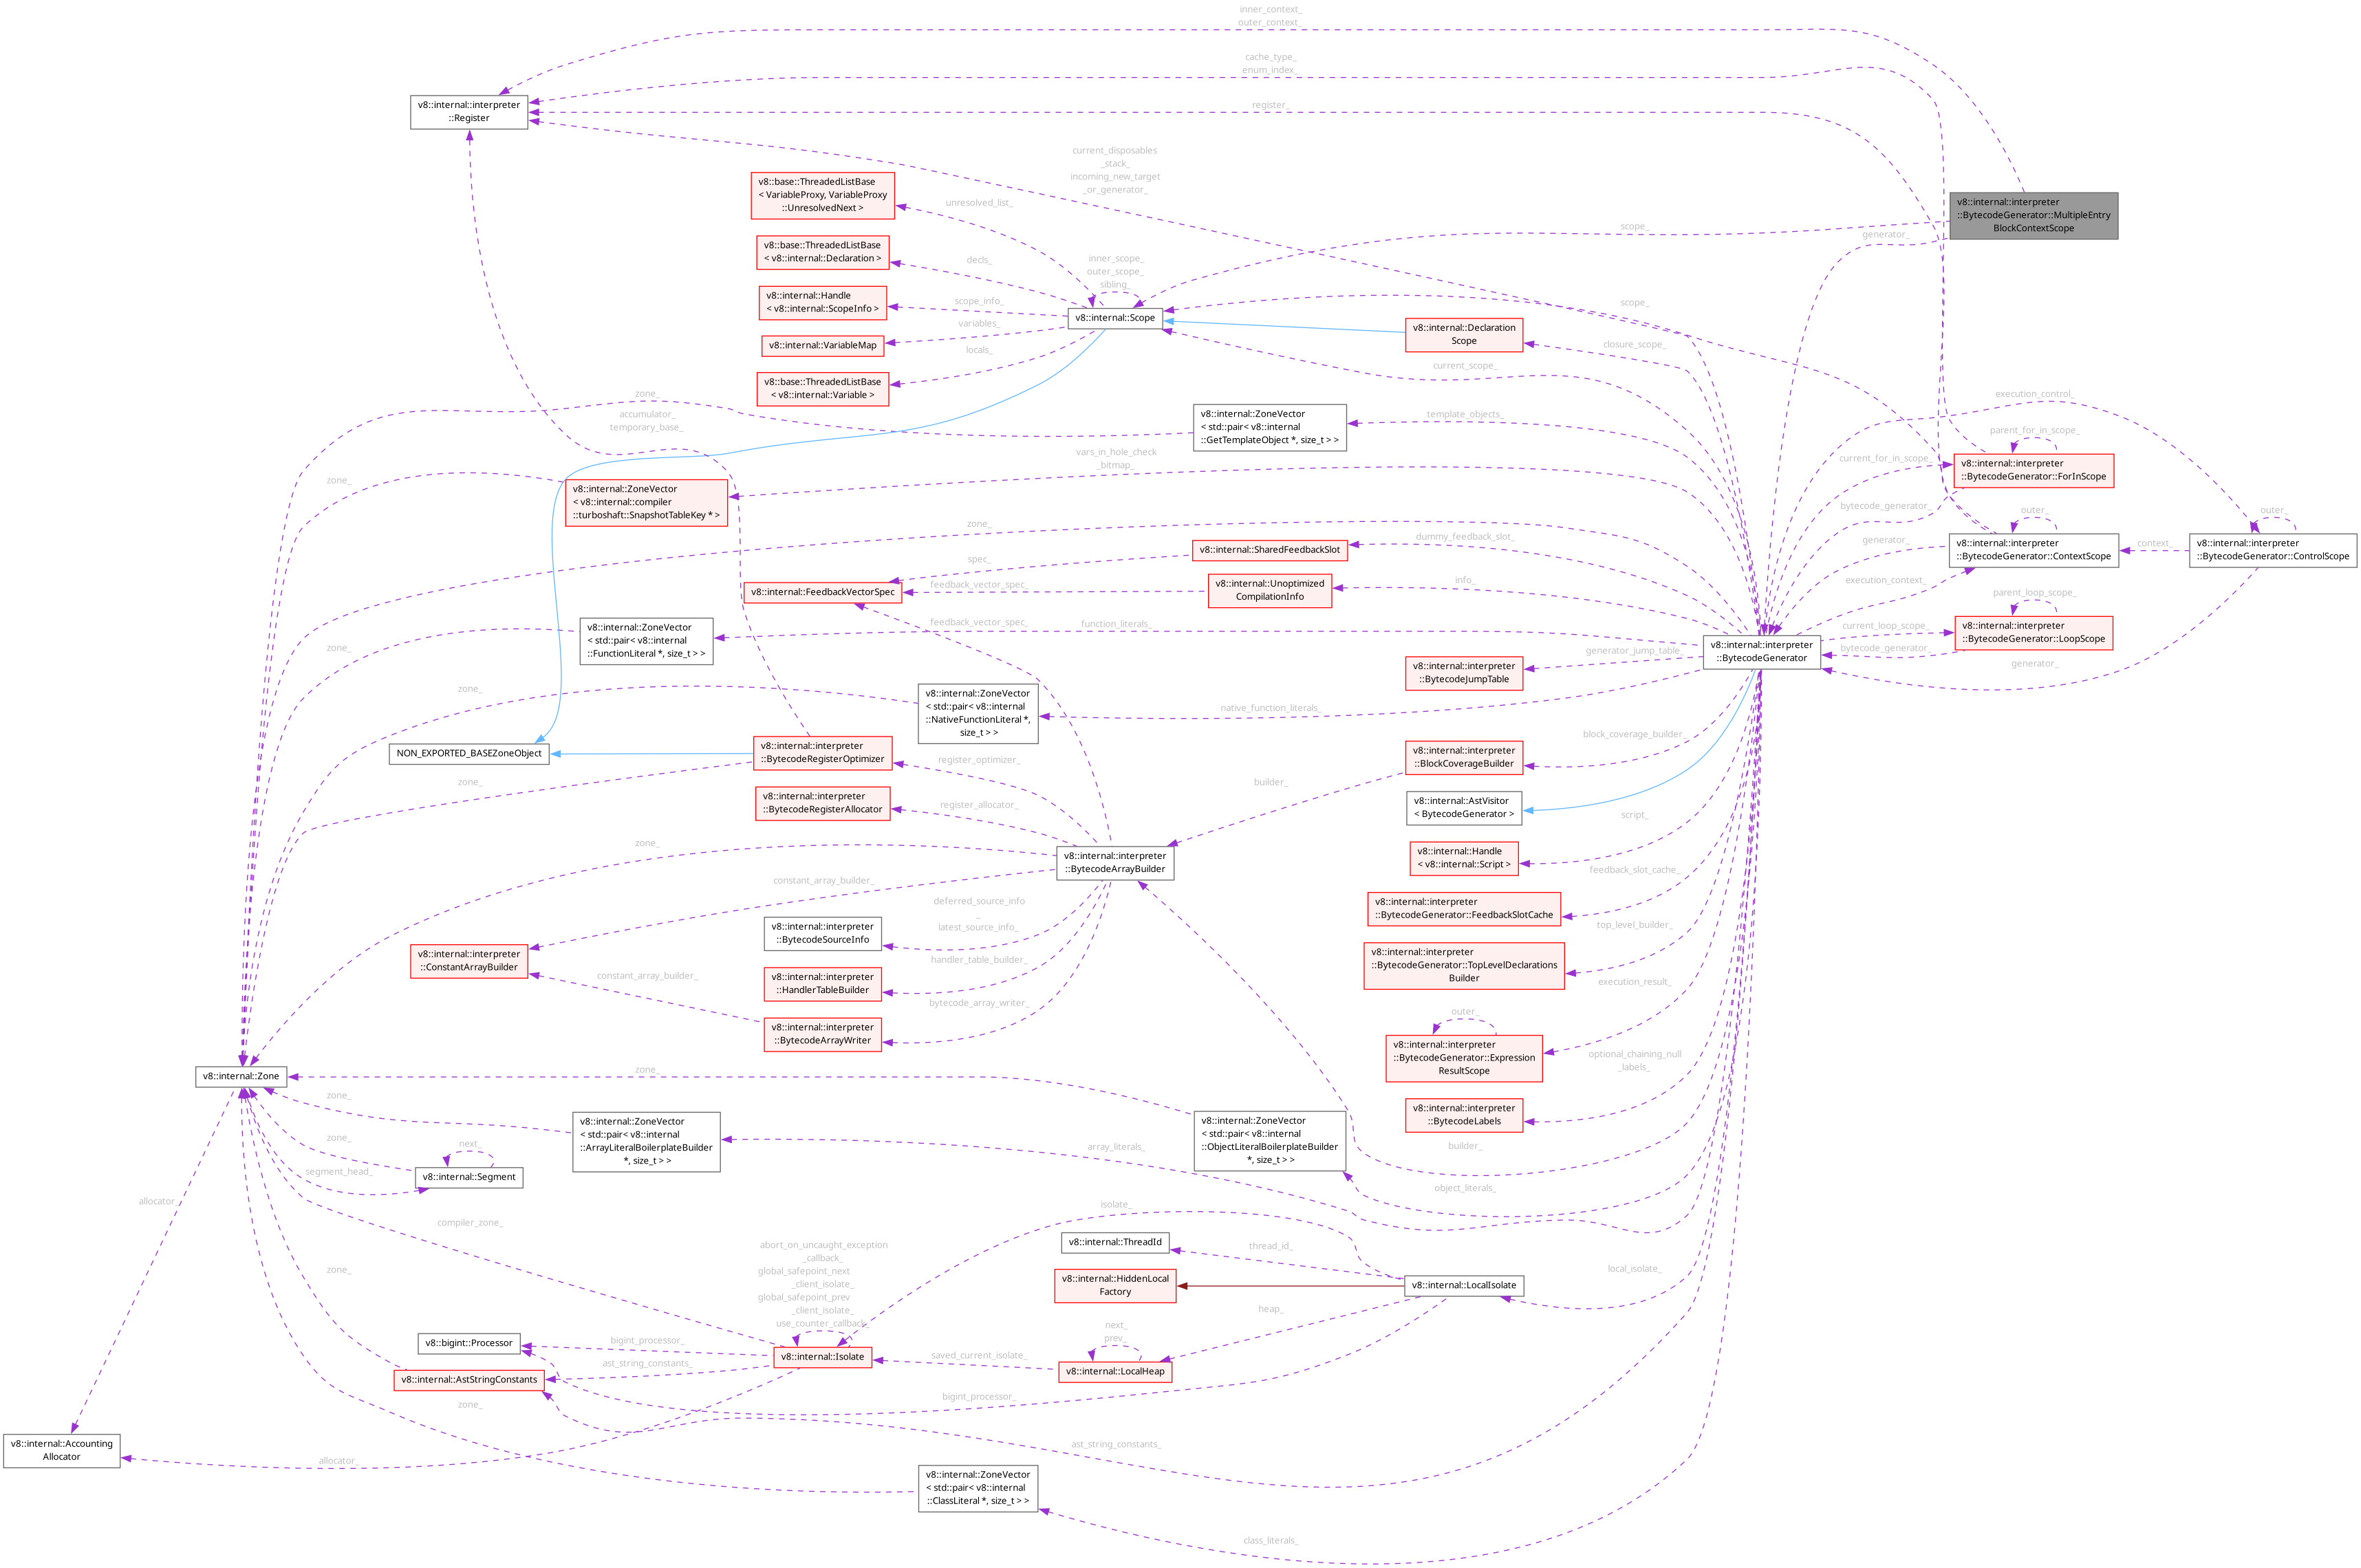 inner_context_
outer_context_
cache_type_
enum_index_
v8::internal::interpreter
::Register
register_
current_disposables
_stack_
incoming_new_target
_or_generator_
v8::base::ThreadedListBase
< VariableProxy, VariableProxy
::UnresolvedNext >
unresolved_list_
v8::internal::interpreter
::BytecodeGenerator::MultipleEntry
BlockContextScope
scope_
generator_
v8::base::ThreadedListBase
< v8::internal::Declaration >
decls_
inner_scope_
outer_scope_
sibling_
v8::internal::Handle
< v8::internal::ScopeInfo >
scope_info_
v8::internal::Scope
scope_
v8::internal::VariableMap
variables_
v8::internal::Declaration
Scope
closure_scope_
locals_
v8::base::ThreadedListBase
< v8::internal::Variable >
current_scope_
zone_
accumulator_
temporary_base_
v8::internal::ZoneVector
< std::pair< v8::internal
::GetTemplateObject *, size_t > >
template_objects_
execution_control_
parent_for_in_scope_
vars_in_hole_check
_bitmap_
current_for_in_scope_
v8::internal::interpreter
::BytecodeGenerator::ForInScope
zone_
v8::internal::ZoneVector
< v8::internal::compiler
::turboshaft::SnapshotTableKey * >
bytecode_generator_
outer_
outer_
zone_
dummy_feedback_slot_
v8::internal::SharedFeedbackSlot
spec_
generator_
v8::internal::interpreter
::BytecodeGenerator::ContextScope
context_
v8::internal::interpreter
::BytecodeGenerator::ControlScope
v8::internal::FeedbackVectorSpec
feedback_vector_spec_
v8::internal::Unoptimized
CompilationInfo
info_
execution_context_
parent_loop_scope_
v8::internal::ZoneVector
< std::pair< v8::internal
::FunctionLiteral *, size_t > >
zone_
feedback_vector_spec_
function_literals_
current_loop_scope_
v8::internal::interpreter
::BytecodeGenerator::LoopScope
v8::internal::interpreter
::BytecodeGenerator
bytecode_generator_
generator_
generator_jump_table_
v8::internal::interpreter
::BytecodeJumpTable
zone_
v8::internal::ZoneVector
< std::pair< v8::internal
::NativeFunctionLiteral *,
size_t > >
native_function_literals_
NON_EXPORTED_BASEZoneObject
v8::internal::interpreter
::BytecodeRegisterOptimizer
register_optimizer_
v8::internal::interpreter
::BlockCoverageBuilder
block_coverage_builder_
zone_
builder_
v8::internal::interpreter
::BytecodeRegisterAllocator
register_allocator_
v8::internal::AstVisitor
< BytecodeGenerator >
script_
zone_
v8::internal::interpreter
::BytecodeArrayBuilder
v8::internal::Handle
< v8::internal::Script >
constant_array_builder_
feedback_slot_cache_
deferred_source_info
_
latest_source_info_
v8::internal::interpreter
::BytecodeGenerator::FeedbackSlotCache
v8::internal::interpreter
::BytecodeSourceInfo
top_level_builder_
v8::internal::interpreter
::ConstantArrayBuilder
handler_table_builder_
v8::internal::interpreter
::BytecodeGenerator::TopLevelDeclarations
Builder
constant_array_builder_
v8::internal::interpreter
::HandlerTableBuilder
execution_result_
bytecode_array_writer_
v8::internal::interpreter
::BytecodeArrayWriter
outer_
v8::internal::interpreter
::BytecodeGenerator::Expression
ResultScope
v8::internal::Zone
zone_
optional_chaining_null
_labels_
zone_
v8::internal::interpreter
::BytecodeLabels
v8::internal::ZoneVector
< std::pair< v8::internal
::ArrayLiteralBoilerplateBuilder
*, size_t > >
v8::internal::ZoneVector
< std::pair< v8::internal
::ObjectLiteralBoilerplateBuilder
*, size_t > >
zone_
next_
array_literals_
builder_
segment_head_
v8::internal::Segment
object_literals_
allocator_
compiler_zone_
isolate_
abort_on_uncaught_exception
_callback_
global_safepoint_next
_client_isolate_
global_safepoint_prev
_client_isolate_
use_counter_callback_
v8::internal::ThreadId
thread_id_
zone_
v8::internal::HiddenLocal
Factory
v8::internal::LocalIsolate
local_isolate_
heap_
next_
prev_
v8::bigint::Processor
bigint_processor_
v8::internal::Isolate
saved_current_isolate_
v8::internal::LocalHeap
ast_string_constants_
v8::internal::AstStringConstants
bigint_processor_
zone_
v8::internal::Accounting
Allocator
allocator_
ast_string_constants_
v8::internal::ZoneVector
< std::pair< v8::internal
::ClassLiteral *, size_t > >
class_literals_